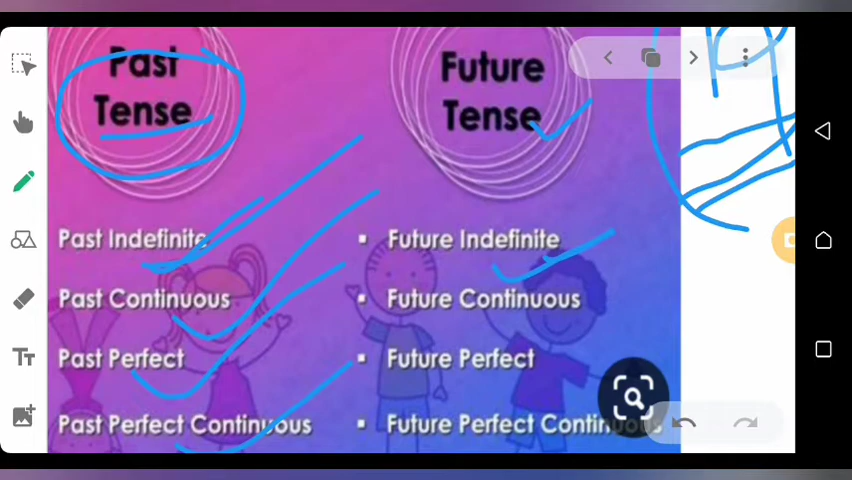 Past
Tense
Future
Tense
Past Indefinite
Past Continuous
Past Perfect
Past Perfect Continuous
▪ Future Indefinite
▪ Future Continuous
▪ Future Perfect
▪ Future Perfect Continuous
TT